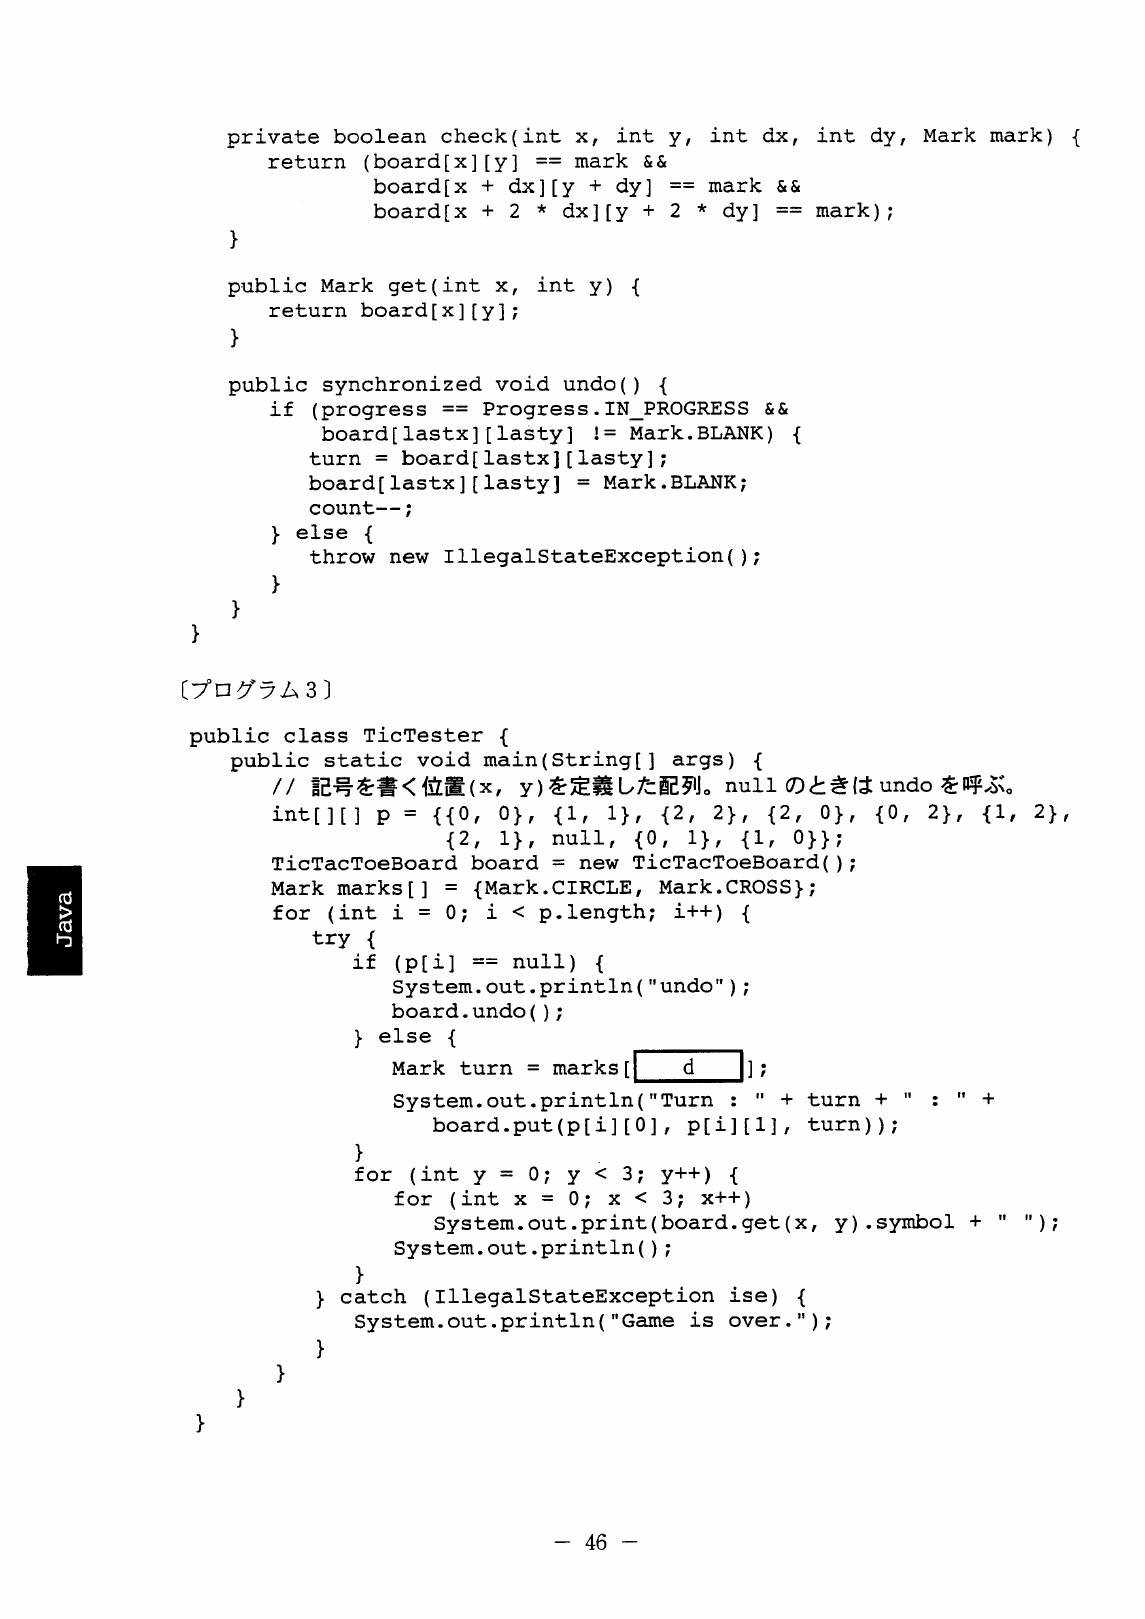 private boolean check(int x, int y, int dx, int dy, Mark mark) {
return (board[x][y] == mark &&
board[x + dx][y + dy] == mark &&
board[x + 2 * dx][y + 2 * dy] == mark);
}
public Mark get(int x, int y) {
return board[x][y];
}
public synchronized void undo() {
if (progress == Progress.IN_PROGRESS &&
board[lastx][lasty] != Mark.BLANK) {
turn = board[lastx][lasty];
board[lastx][lasty] = Mark.BLANK;
count--;
} else {
throw new IllegalStateException();
}
}
}
〔プログラム3〕
public class TicTester {
public static void main(String[] args) {
// 記号を書く位置(x, y)を定義した配列。null のときは undo を呼ぶ。
int[][] p = {{0, 0}, {1, 1}, {2, 2}, {2, 0}, {0, 2}, {1, 2},
{2, 1}, null, {0, 1}, {1, 0}};
TicTacToeBoard board = new TicTacToeBoard();
Mark marks[] = {Mark.CIRCLE, Mark.CROSS};
for (int i = 0; i < p.length; i++) {
try {
if (p[i] == null) {
System.out.println("undo");
board.undo();
} else {
Mark turn = marks[ d ];
System.out.println("Turn : " + turn + " : " +
board.put(p[i][0], p[i][1], turn));
}
for (int y = 0; y < 3; y++) {
for (int x = 0; x < 3; x++)
System.out.print(board.get(x, y).symbol + " ");
System.out.println();
}
} catch (IllegalStateException ise) {
System.out.println("Game is over.");
}
}
}
}
Java
― 46 ―